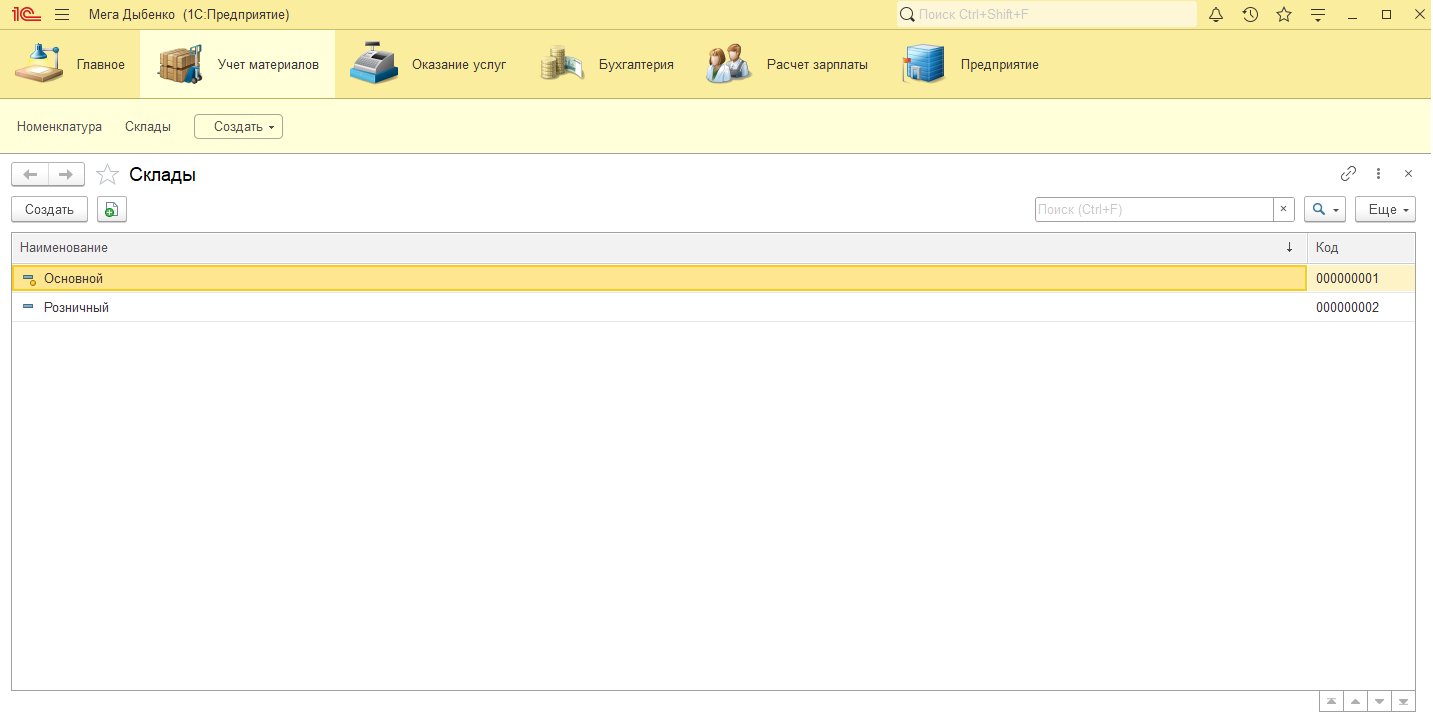 1С Мега Дыбенко (1С:Предприятие) Поиск Ctrl+Shift+F
Главное Учет материалов Оказание услуг Бухгалтерия Расчет зарплаты Предприятие
Номенклатура Склады Создать
Склады
Создать Поиск (Ctrl+F) × Еще
Наименование ↓ Код
Основной 000000001
Розничный 000000002